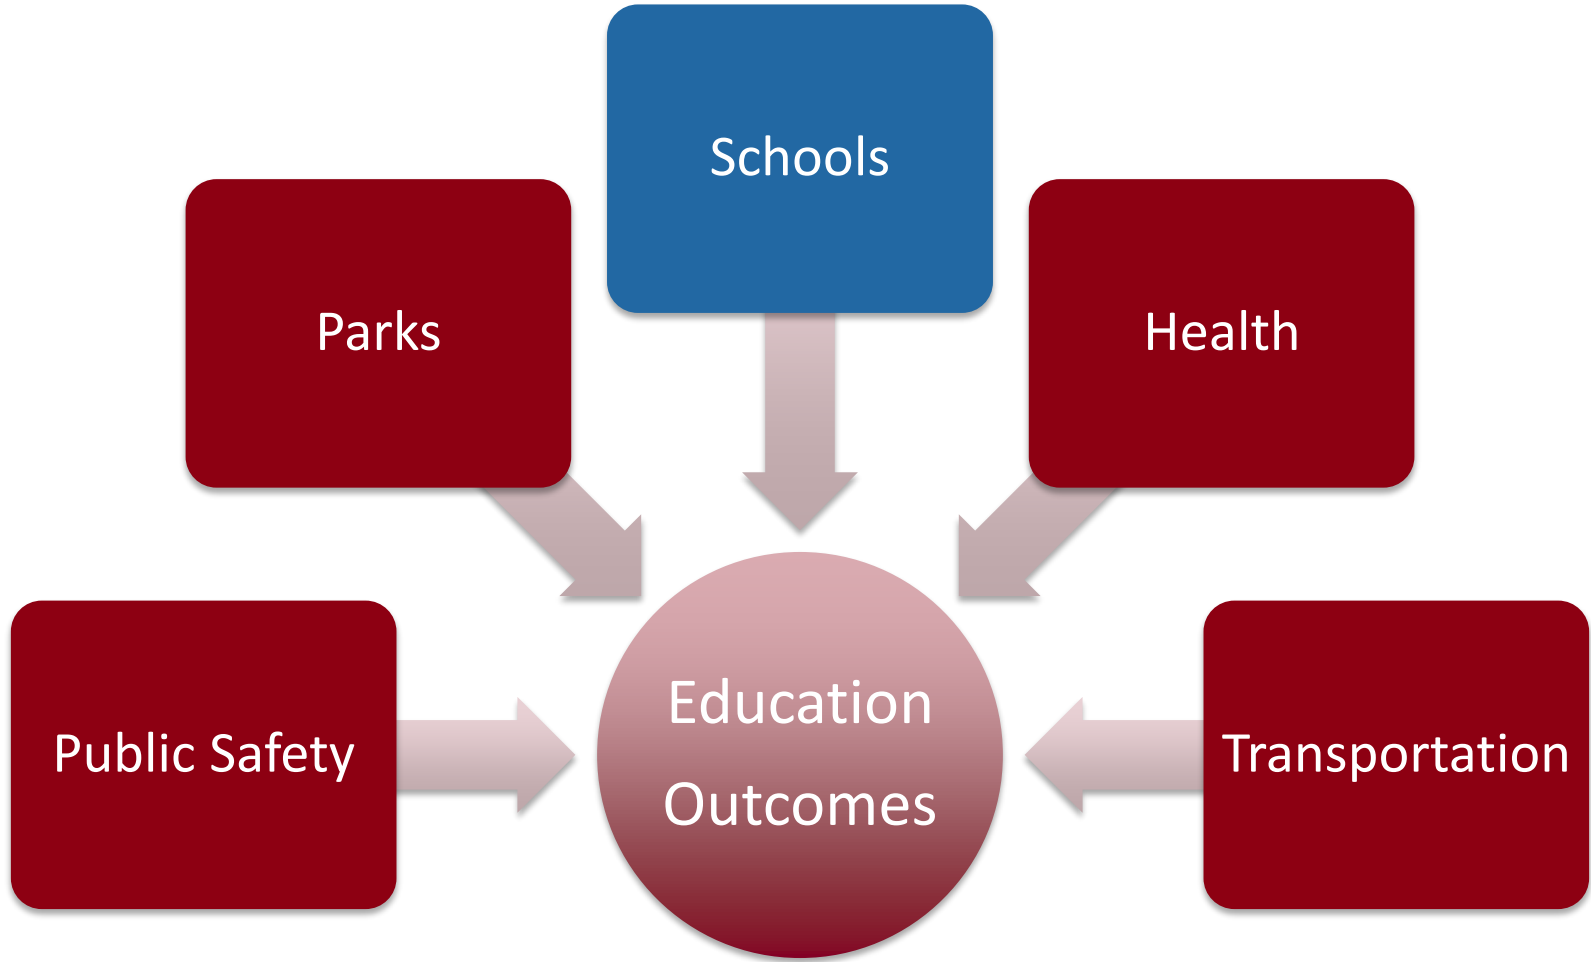 Schools
Parks
Health
Public Safety
Education
Outcomes
Transportation